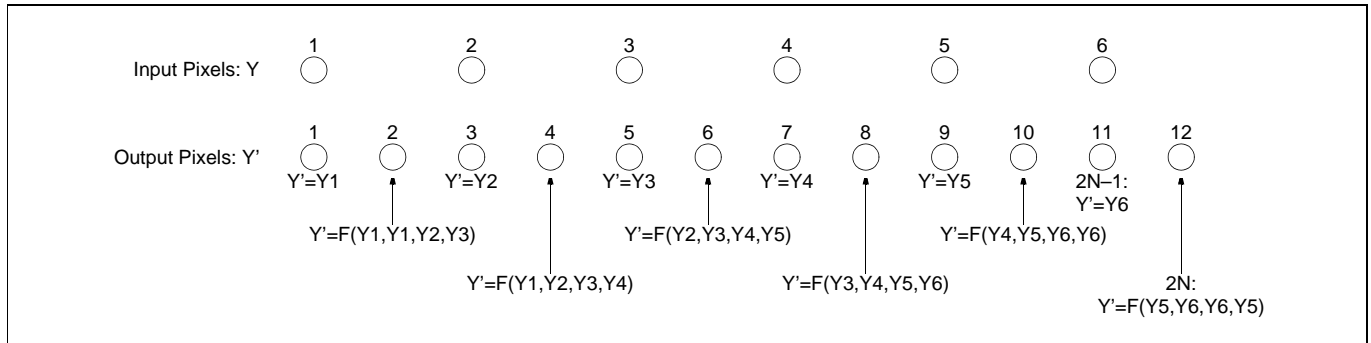 1 2 3 4 5 6
Input Pixels: Y
1 2 3 4 5 6 7 8 9 10 11 12
Output Pixels: Y’
Y’=Y1 Y’=Y2 Y’=Y3 Y’=Y4 Y’=Y5 2N–1:
Y’=Y6
Y’=F(Y1,Y1,Y2,Y3) Y’=F(Y2,Y3,Y4,Y5) Y’=F(Y4,Y5,Y6,Y6)
Y’=F(Y1,Y2,Y3,Y4) Y’=F(Y3,Y4,Y5,Y6) 2N:
Y’=F(Y5,Y6,Y6,Y5)